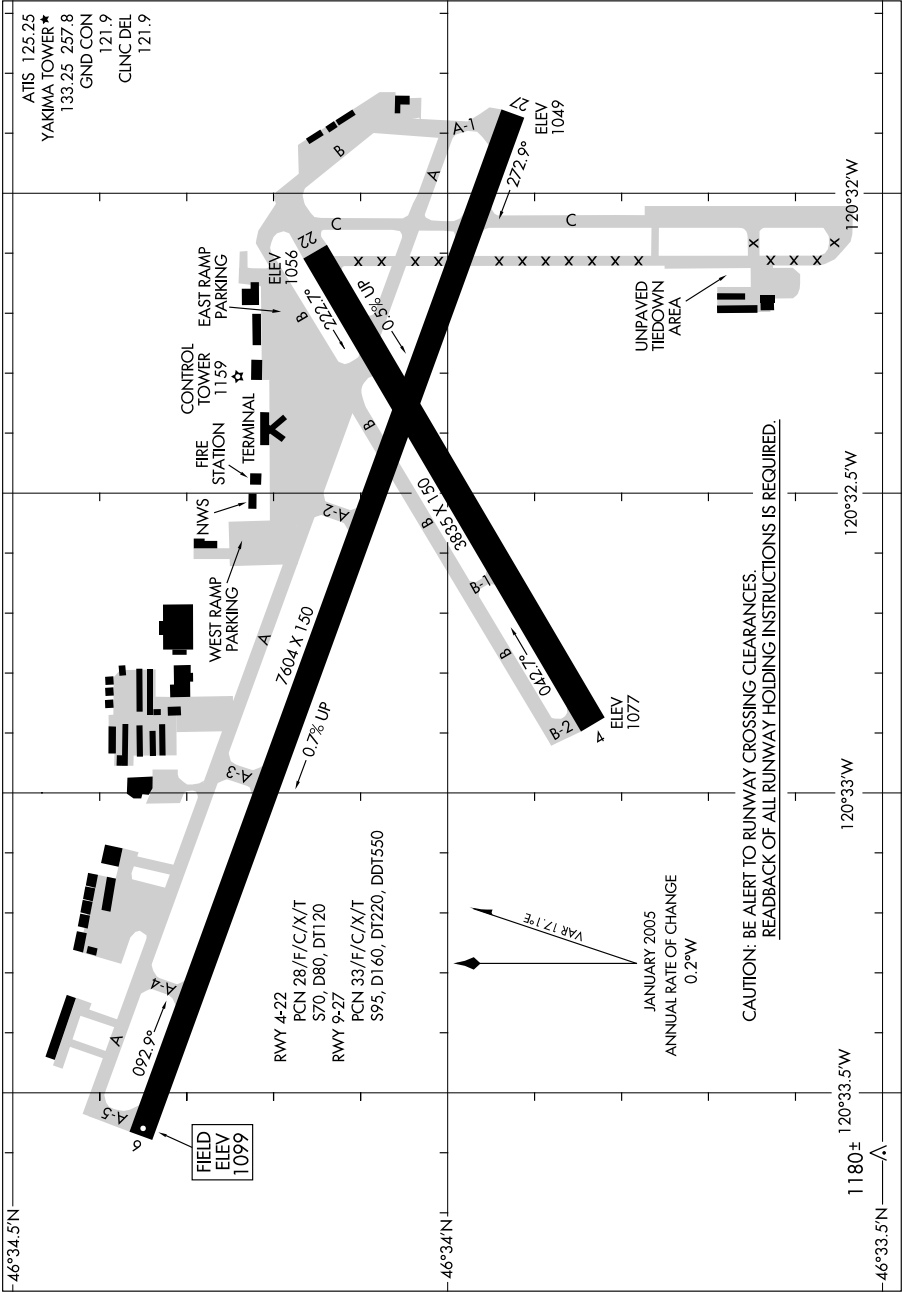 ATIS 125.25
YAKIMA TOWER★
133.25 257.8
GND CON
121.9
CLNC DEL
121.9
46°34.5'N
46°34'N
46°33.5'N
120°33.5'W
120°33'W
120°32.5'W
120°32'W
FIELD
ELEV
1099
9
092.9°
A-5
A
A-4
A-3
A
A-2
7604 X 150
0.7% UP
WEST RAMP
PARKING
NWS
FIRE
STATION
TERMINAL
CONTROL
TOWER
1159
EAST RAMP
PARKING
ELEV
1056
22
222.7°
0.5% UP
B
B
B
B-1
B
B-2
042.7°
3835 X 150
4
ELEV
1077
B
A
A-1
C
C
272.9°
27
ELEV
1049
X X X X X X X X X X X
X X X X X
UNPAVED
TIEDOWN
AREA
RWY 4-22
PCN 28/F/C/X/T
S70, D80, DT120
RWY 9-27
PCN 33/F/C/X/T
S95, D160, DT220, DDT550
VAR 17.1°E
JANUARY 2005
ANNUAL RATE OF CHANGE
0.2°W
CAUTION: BE ALERT TO RUNWAY CROSSING CLEARANCES.
READBACK OF ALL RUNWAY HOLDING INSTRUCTIONS IS REQUIRED.
1180±